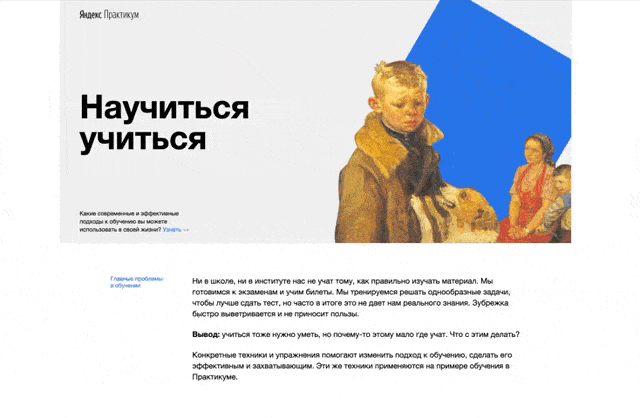 Яндекс Практикум
Научиться
учиться
Какие современные и эффективные
подходы к обучению вы можете
использовать в своей жизни? Узнать →
Главные проблемы
в обучении
Ни в школе, ни в институте нас не учат тому, как правильно изучать материал. Мы
готовимся к экзаменам и учим билеты. Мы тренируемся решать однообразные задачи,
чтобы лучше сдать тест, но часто в итоге это не дает нам реального знания. Зубрежка
быстро выветривается и не приносит пользы.
Вывод: учиться тоже нужно уметь, но почему-то этому мало где учат. Что с этим делать?
Конкретные техники и упражнения помогают изменить подход к обучению, сделать его
эффективным и захватывающим. Эти же техники применяются на примере обучения в
Практикуме.